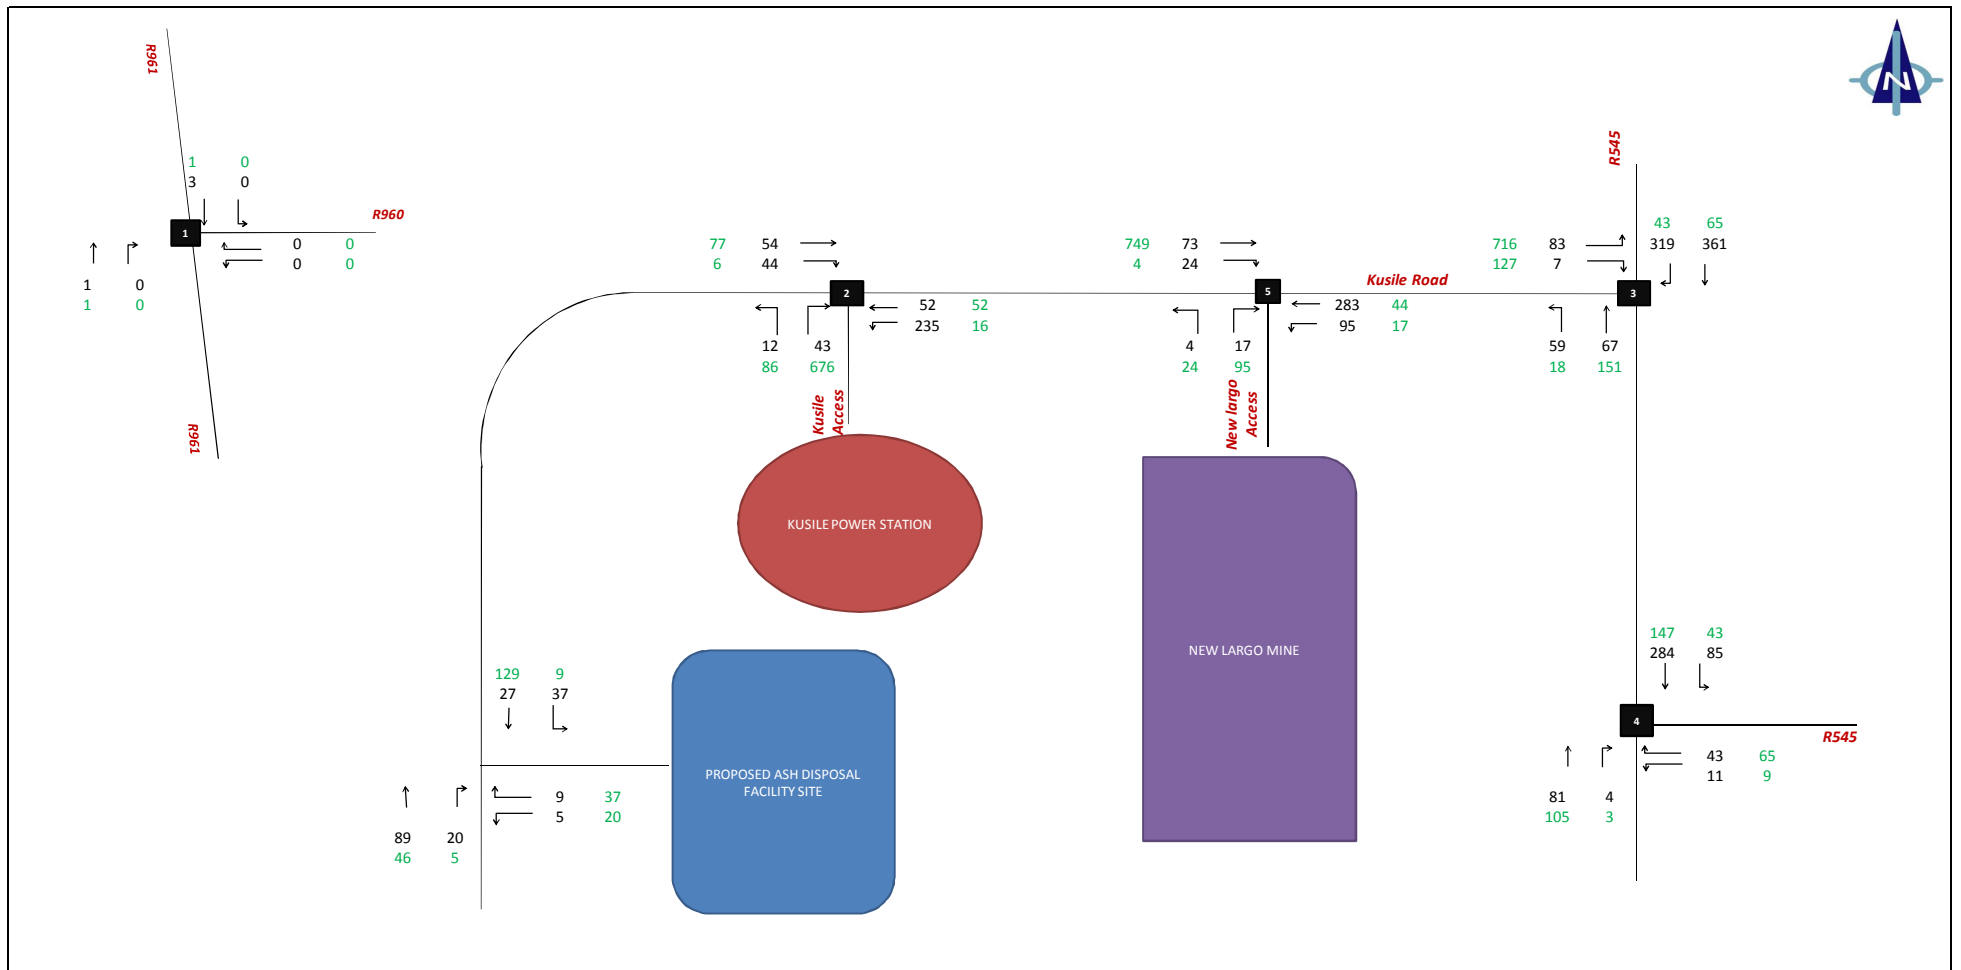 R961
N
R545
1 0
3 0
R960
1
0 0
0 0
1 0
1 0
R961
77 54
6 44
2
52 52
235 16
12 43
86 676
Kusile
Access
749 73
4 24
5
Kusile Road
283 44
95 17
4 17
24 95
New largo
Access
43 65
319 361
716 83
127 7
3
59 67
18 151
KUSILE POWER STATION
NEW LARGO MINE
129 9
27 37
PROPOSED ASH DISPOSAL
FACILITY SITE
9 37
5 20
89 20
46 5
147 43
284 85
4
R545
43 65
11 9
81 4
105 3